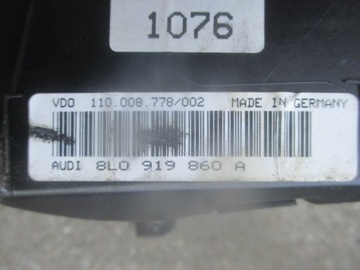 1076
VDO 110.008.778/002 MADE IN GERMANY
AUDI 8L0 919 860 A